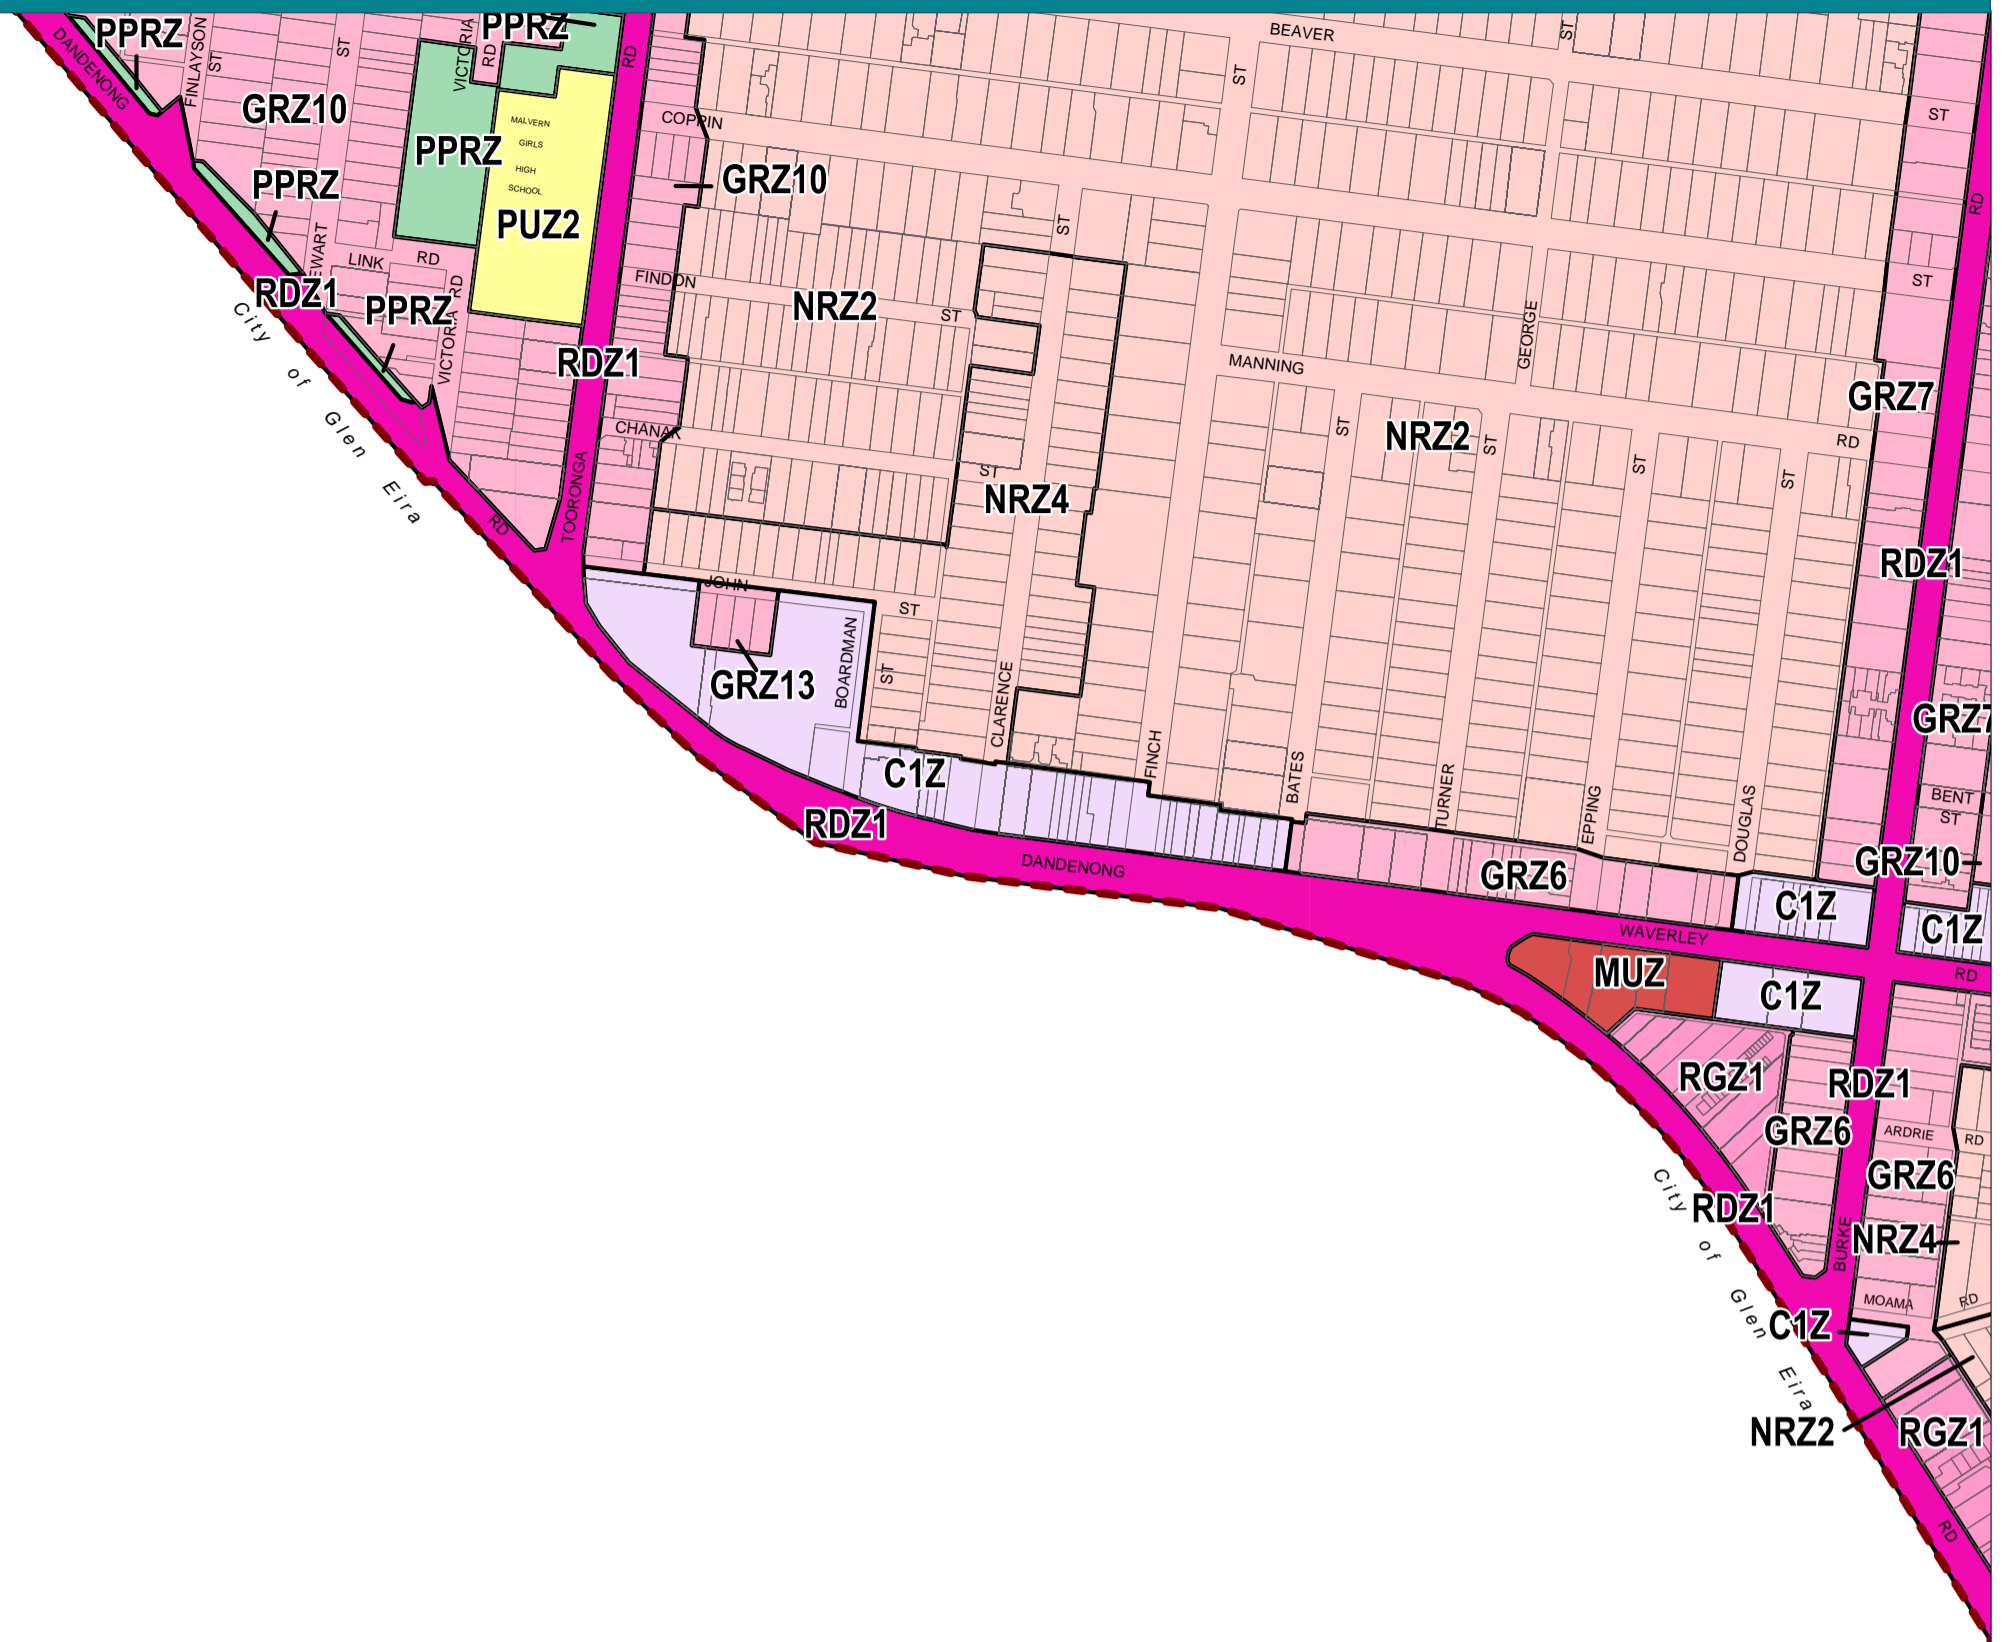 PPRZ
DANDENONG
FINLAYSON
ST
ST
GRZ10
VICTORIA
RD
PPRZ
RD
PPRZ
MALVERN
GIRLS
HIGH
SCHOOL
PUZ2
COPPIN
GRZ10
BEAVER
ST
ST
ST
RD
PPRZ
EWART
LINK
RD
RDZ1
PPRZ
VICTORIA RD
City of Glen Eira
RD
FINDON
ST
NRZ2
ST
RDZ1
CHANAK
ST
TOORONGA
NRZ4
MANNING
GEORGE
ST
NRZ2
ST
ST
ST
RD
ST
GRZ7
RDZ1
JOHN
ST
BOARDMAN
ST
GRZ13
CLARENCE
FINCH
BATES
TURNER
EPPING
DOUGLAS
GRZ7
BENT
ST
C1Z
RDZ1
DANDENONG
GRZ6
GRZ10
C1Z
C1Z
WAVERLEY
RD
MUZ
C1Z
RGZ1
RDZ1
GRZ6
ARDRIE
RD
GRZ6
RDZ1
BURKE
NRZ4
City of Glen Eira
MOAMA
RD
C1Z
NRZ2
RGZ1
RD